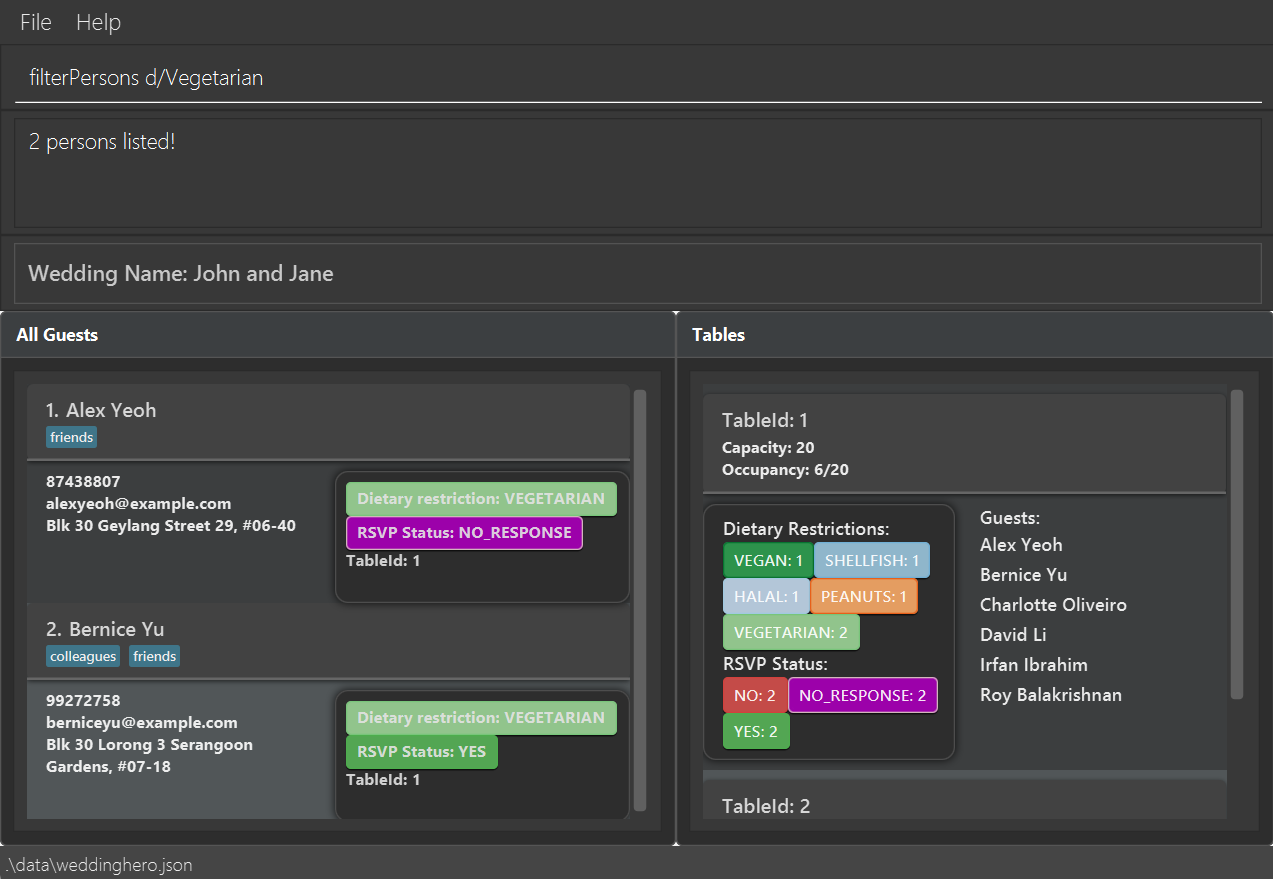 File Help
filterPersons d/Vegetarian
2 persons listed!
Wedding Name: John and Jane
All Guests
1. Alex Yeoh
friends
87438807
alexyeoh@example.com
Blk 30 Geylang Street 29, #06-40
Dietary restriction: VEGETARIAN
RSVP Status: NO_RESPONSE
TableId: 1
2. Bernice Yu
colleagues friends
99272758
berniceyu@example.com
Blk 30 Lorong 3 Serangoon
Gardens, #07-18
Dietary restriction: VEGETARIAN
RSVP Status: YES
TableId: 1
Tables
TableId: 1
Capacity: 20
Occupancy: 6/20
Dietary Restrictions:
VEGAN: 1 SHELLFISH: 1
HALAL: 1 PEANUTS: 1
VEGETARIAN: 2
RSVP Status:
NO: 2 NO_RESPONSE: 2
YES: 2
Guests:
Alex Yeoh
Bernice Yu
Charlotte Oliveiro
David Li
Irfan Ibrahim
Roy Balakrishnan
TableId: 2
.\data\weddinghero.json